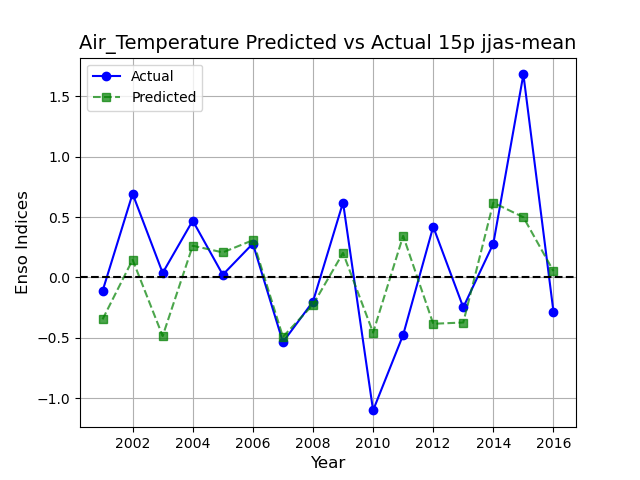 Air_Temperature Predicted vs Actual 15p jjas-mean
Actual
Predicted
1.5
1.0
0.5
0.0
−0.5
−1.0
Enso Indices
2002 2004 2006 2008 2010 2012 2014 2016
Year